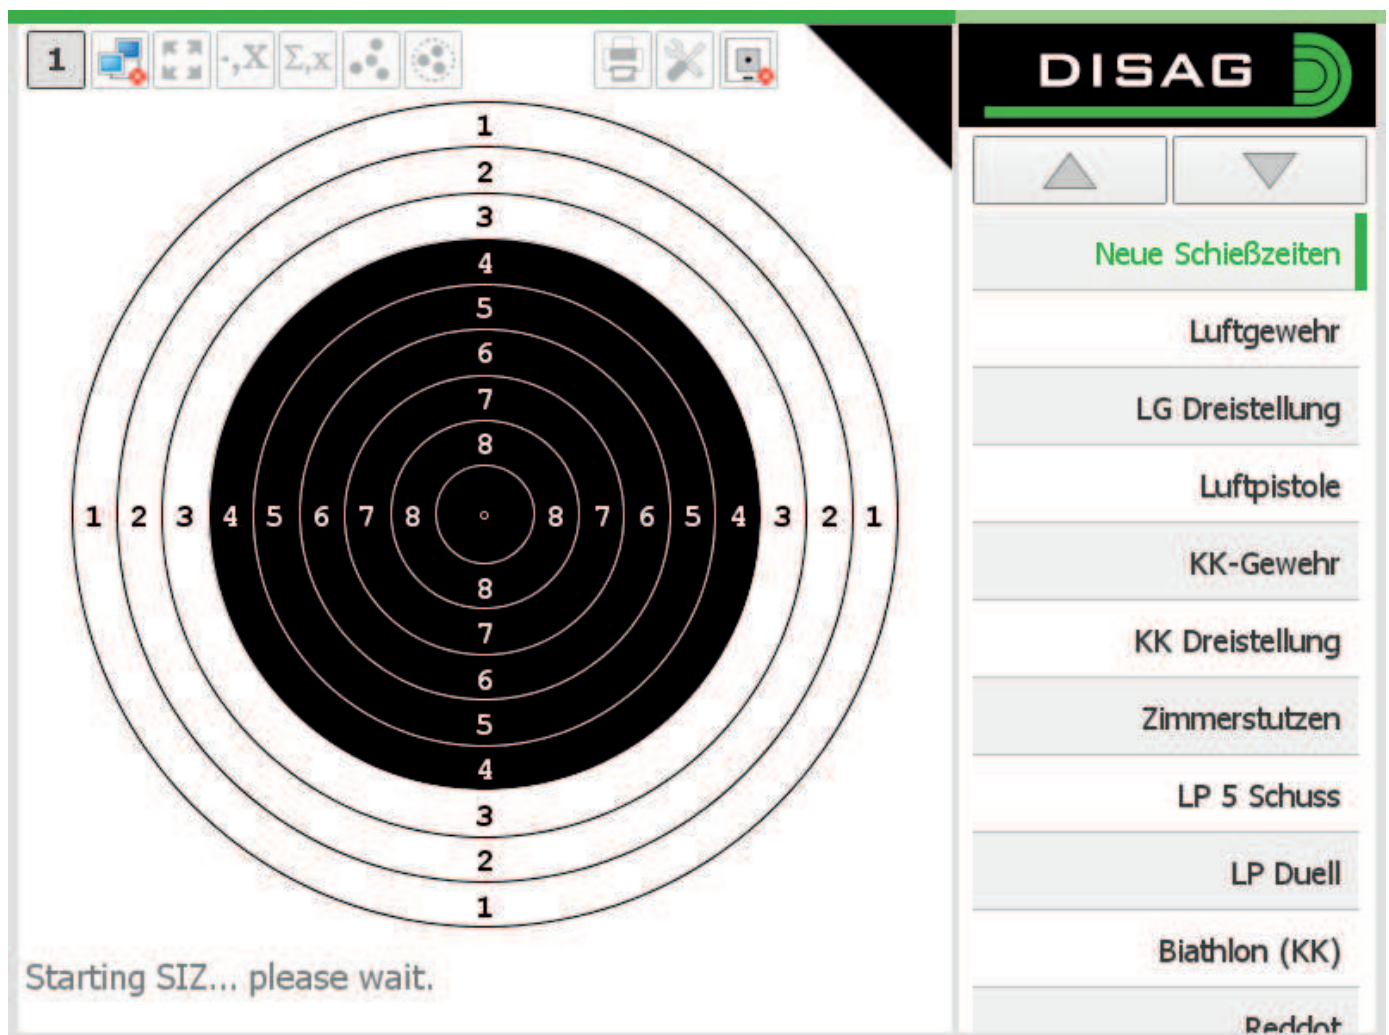 1
-,X
Σ,x
DISAG
1
2
3
4
5
6
7
8
1 2 3 4 5 6 7 8 8 7 6 5 4 3 2 1
8
7
6
5
4
3
2
1
Starting SIZ... please wait.
Neue Schießzeiten
Luftgewehr
LG Dreistellung
Luftpistole
KK-Gewehr
KK Dreistellung
Zimmerstutzen
LP 5 Schuss
LP Duell
Biathlon (KK)
Reddot